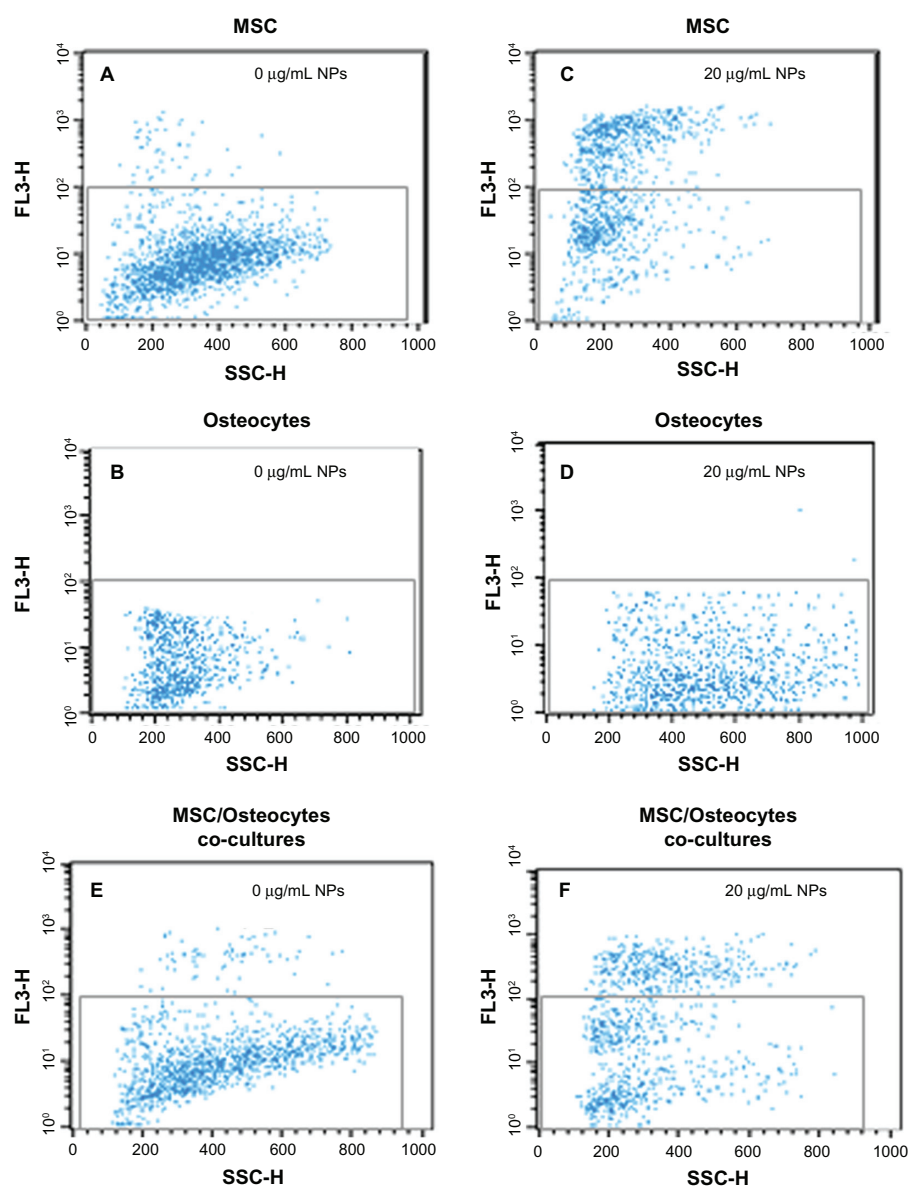 MSC
A
0 μg/mL NPs
FL3-H
10⁴
10³
10²
10¹
10⁰
0 200 400 600 800 1000
SSC-H
MSC
C
20 μg/mL NPs
FL3-H
10⁴
10³
10²
10¹
10⁰
0 200 400 600 800 1000
SSC-H
Osteocytes
B
0 μg/mL NPs
FL3-H
10⁴
10³
10²
10¹
10⁰
0 200 400 600 800 1000
SSC-H
Osteocytes
D
20 μg/mL NPs
FL3-H
10⁴
10³
10²
10¹
10⁰
0 200 400 600 800 1000
SSC-H
MSC/Osteocytes
co-cultures
E
0 μg/mL NPs
FL3-H
10⁴
10³
10²
10¹
10⁰
0 200 400 600 800 1000
SSC-H
MSC/Osteocytes
co-cultures
F
20 μg/mL NPs
FL3-H
10⁴
10³
10²
10¹
10⁰
0 200 400 600 800 1000
SSC-H